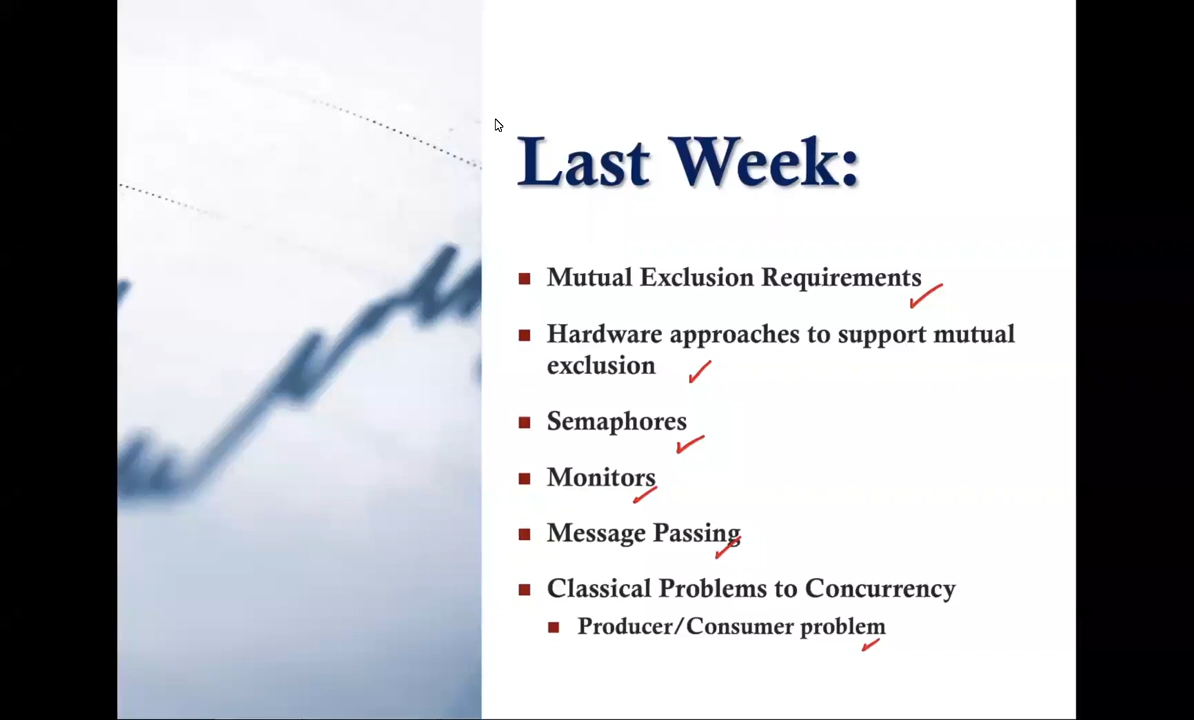 Last Week:
Mutual Exclusion Requirements
Hardware approaches to support mutual
exclusion
Semaphores
Monitors
Message Passing
Classical Problems to Concurrency
Producer/Consumer problem